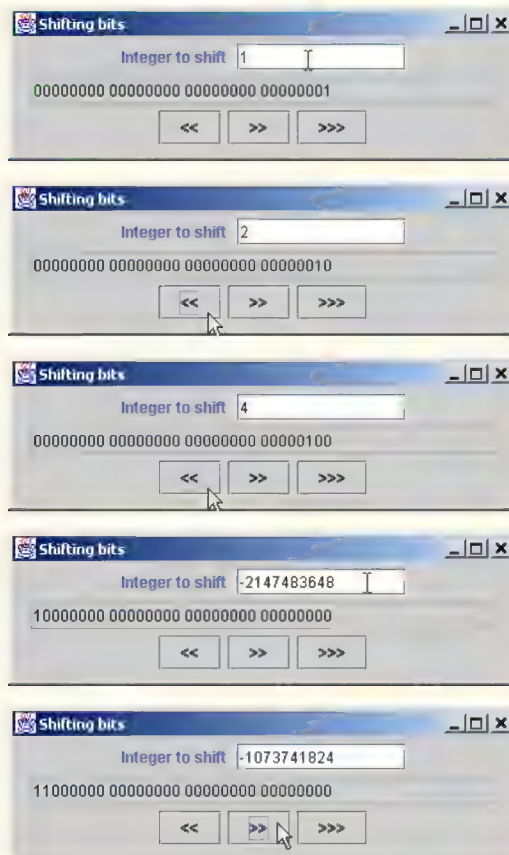 Shifting bits
Integer to shift 1
00000000 00000000 00000000 00000001
<< >> >>>
Shifting bits
Integer to shift 2
00000000 00000000 00000000 00000010
<< >> >>>
Shifting bits
Integer to shift 4
00000000 00000000 00000000 00000100
<< >> >>>
Shifting bits
Integer to shift -2147483648
10000000 00000000 00000000 00000000
<< >> >>>
Shifting bits
Integer to shift -1073741824
11000000 00000000 00000000 00000000
<< >> >>>